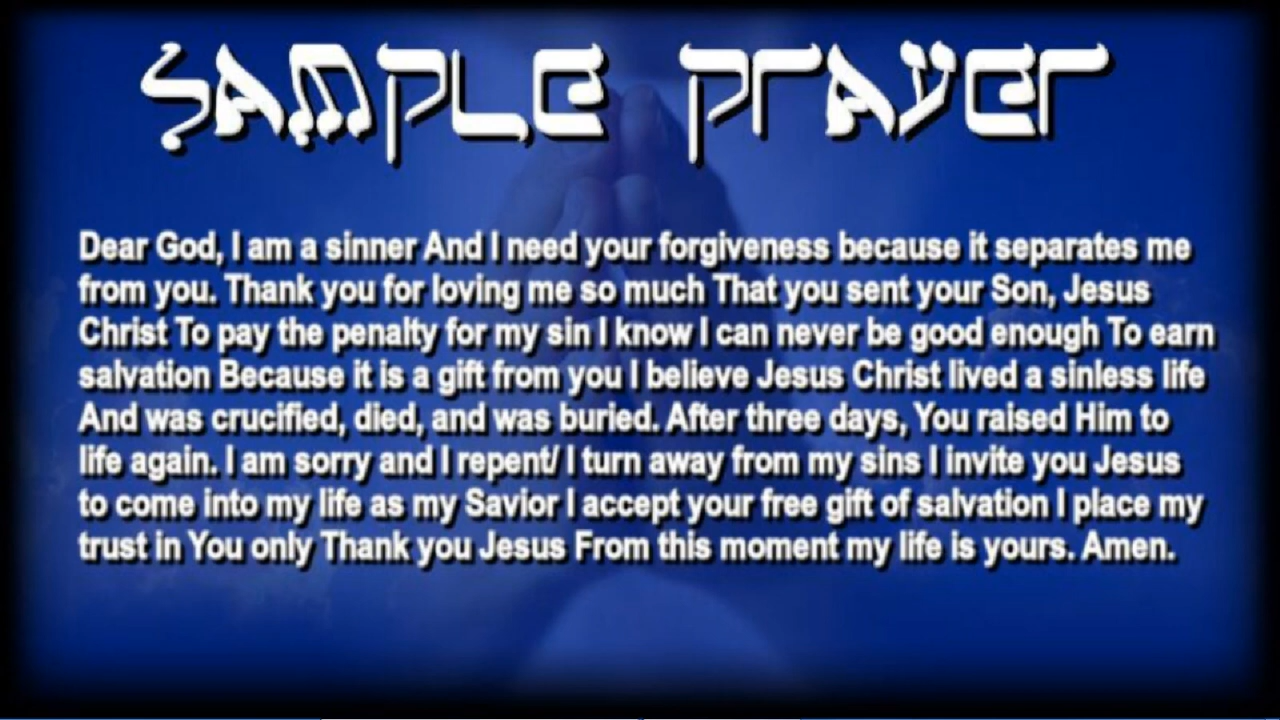 SAMPLE PRAYER
Dear God, I am a sinner And I need your forgiveness because it separates me
from you. Thank you for loving me so much That you sent your Son, Jesus
Christ To pay the penalty for my sin I know I can never be good enough To earn
salvation Because it is a gift from you I believe Jesus Christ lived a sinless life
And was crucified, died, and was buried. After three days, You raised Him to
life again. I am sorry and I repent/ I turn away from my sins I invite you Jesus
to come into my life as my Savior I accept your free gift of salvation I place my
trust in You only Thank you Jesus From this moment my life is yours. Amen.